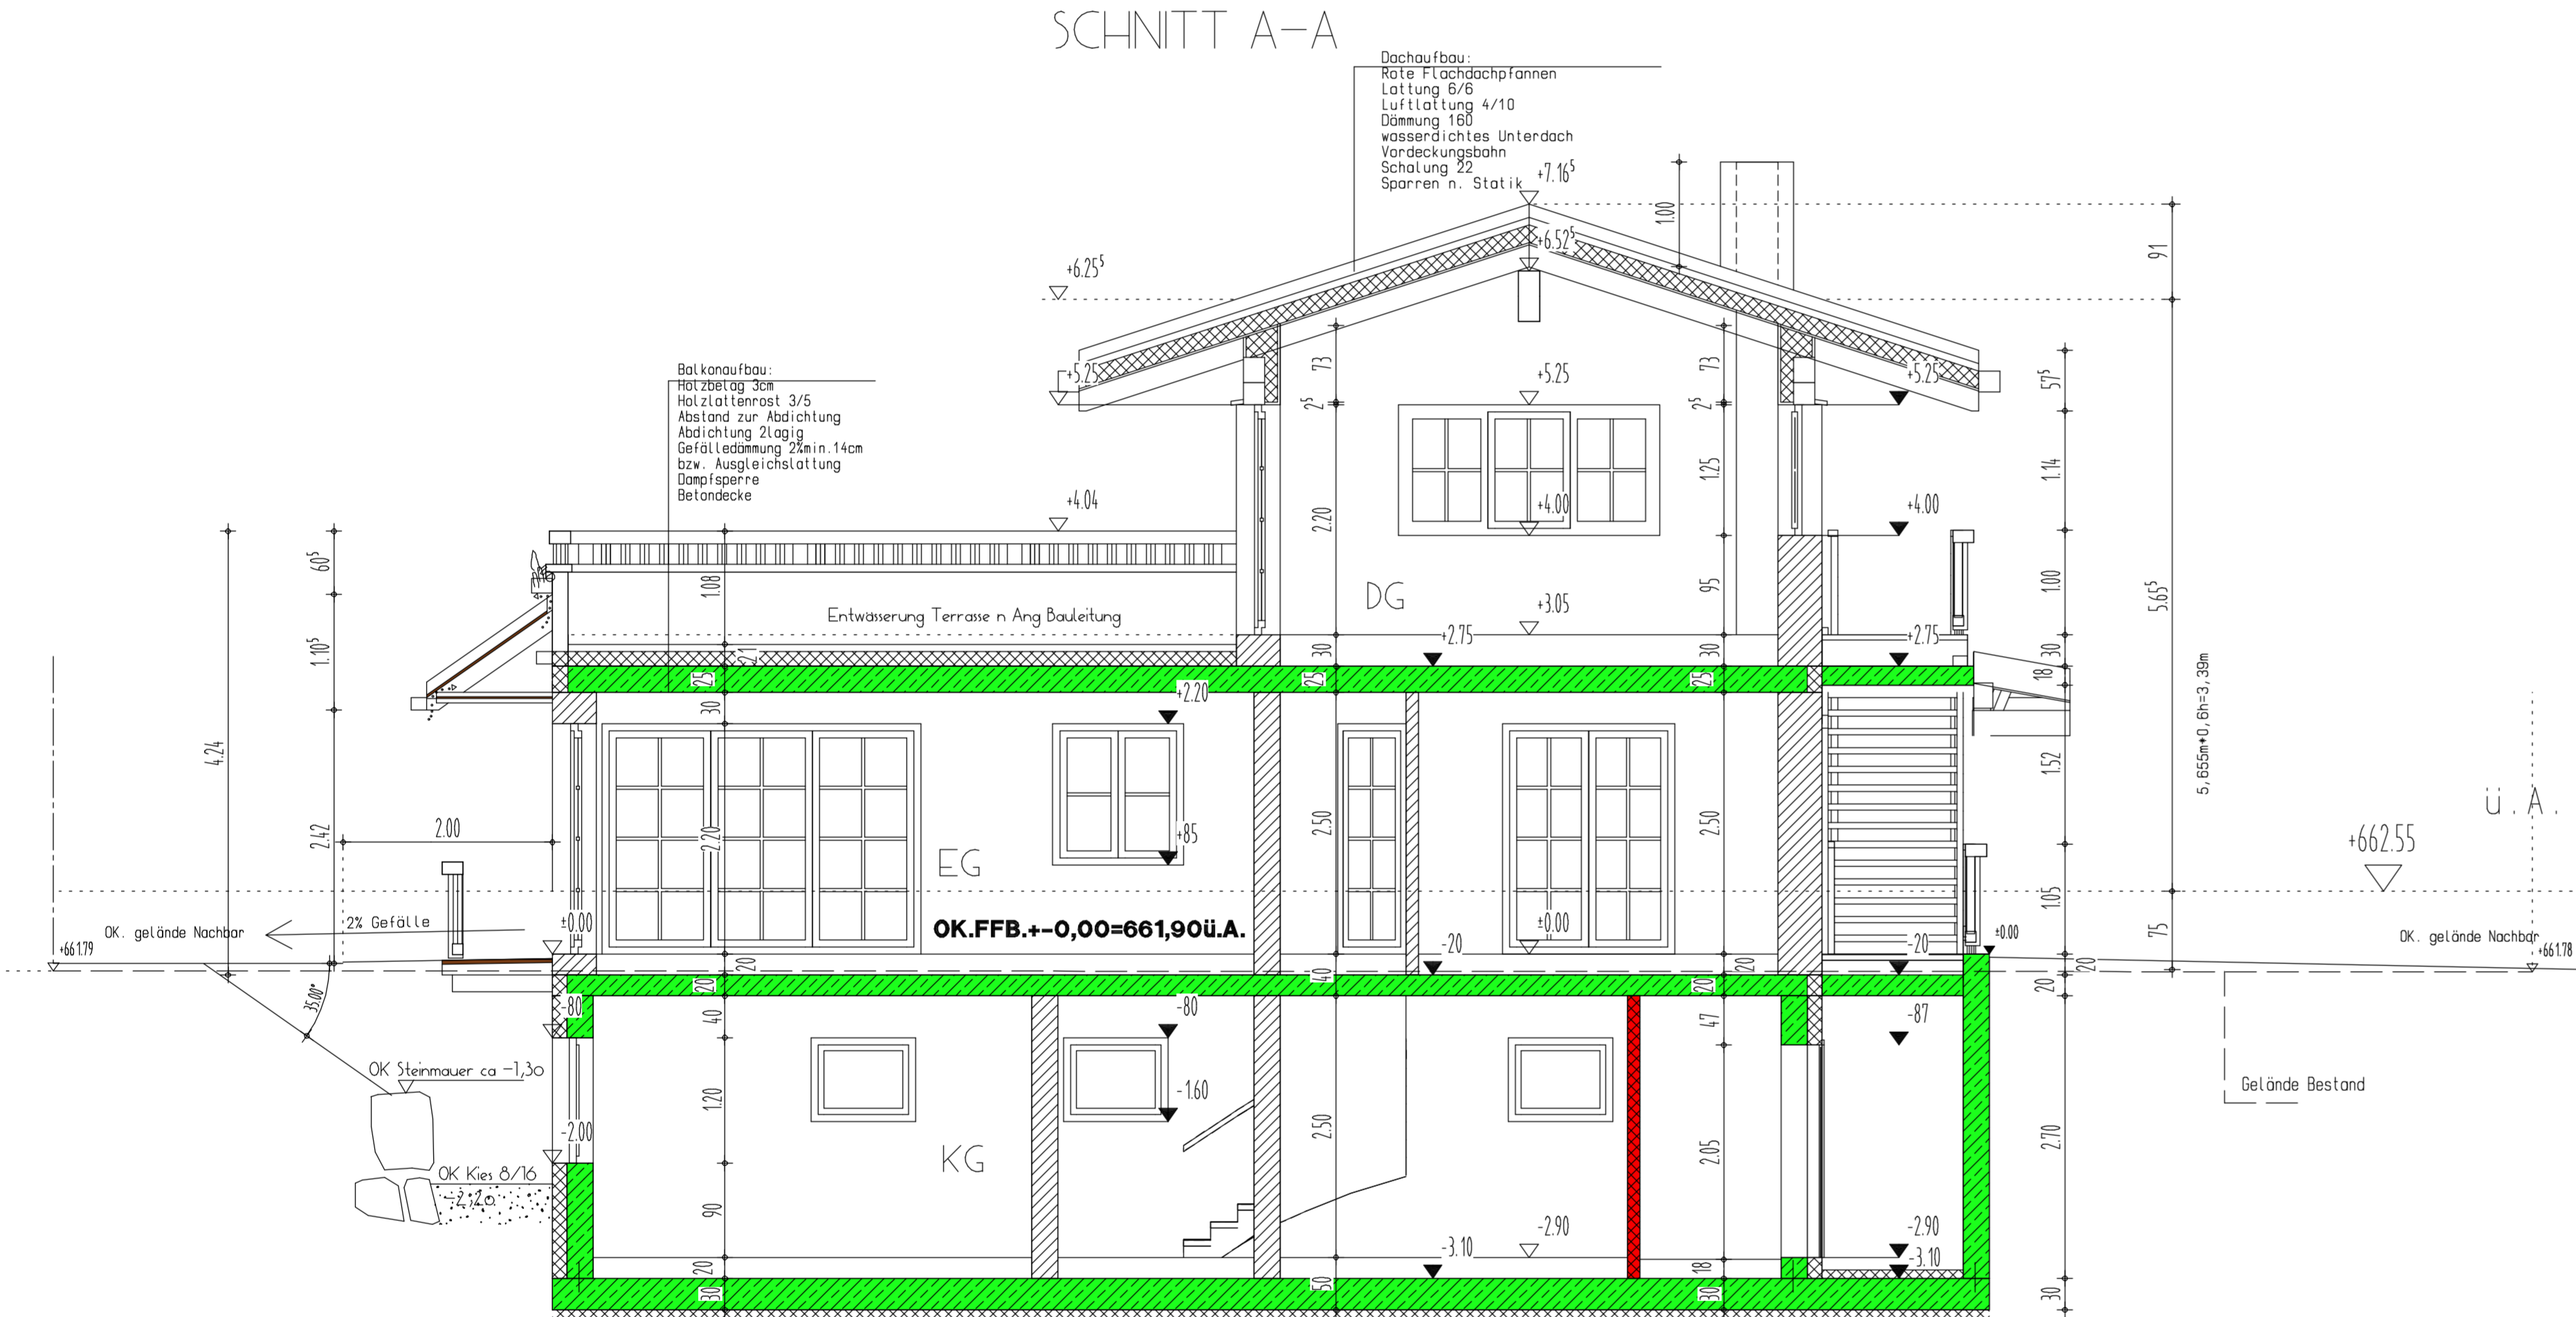 SCHNITT A-A
Dachaufbau:
Rote Flachdachpfannen
Lattung 6/6
Luftlattung 4/10
Dämmung 160
wasserdichtes Unterdach
Vordeckungsbahn
Schalung 22
Sparren n. Statik
+7.16⁵
1.00
91
+6.52⁵
+6.25⁵
73
73
57⁵
+5.25
+5.25
+5.25
2⁵
2⁵
Balkonaufbau:
Holzbelag 3cm
Holzlattenrost 3/5
Abstand zur Abdichtung
Abdichtung 2lagig
Gefälledämmung 2%min.14cm
bzw. Ausgleichslattung
Dampfsperre
Betondecke
1.25
1.14
2.20
+4.04
+4.00
+4.00
60⁵
1.08
DG
95
1.00
5.65⁵
Entwässerung Terrasse n Ang Bauleitung
+3.05
1.10⁵
21
30
+2.75
30
+2.75
30
25
25
25
18
+2.20
30
4.24
2.42
2.00
2.20
+85
2.50
2.50
1.52
5,655m+0,6h=3,39m
ü.A.
+662.55
EG
1.05
2% Gefälle
±0.00
OK.FFB.+-0,00=661,90ü.A.
±0.00
±0.00
75
OK. gelände Nachbar
+661.79
OK. gelände Nachbar
+661.78
-20
-20
20
20
20
20
40
20
20
35.00°
-80
40
-80
47
-87
OK Steinmauer ca -1,30
1.20
-1.60
Gelände Bestand
-2.00
2.50
2.05
2.70
KG
OK Kies 8/16
-2,20
90
-2.90
-2.90
-3.10
-3.10
20
18
30
50
30
30